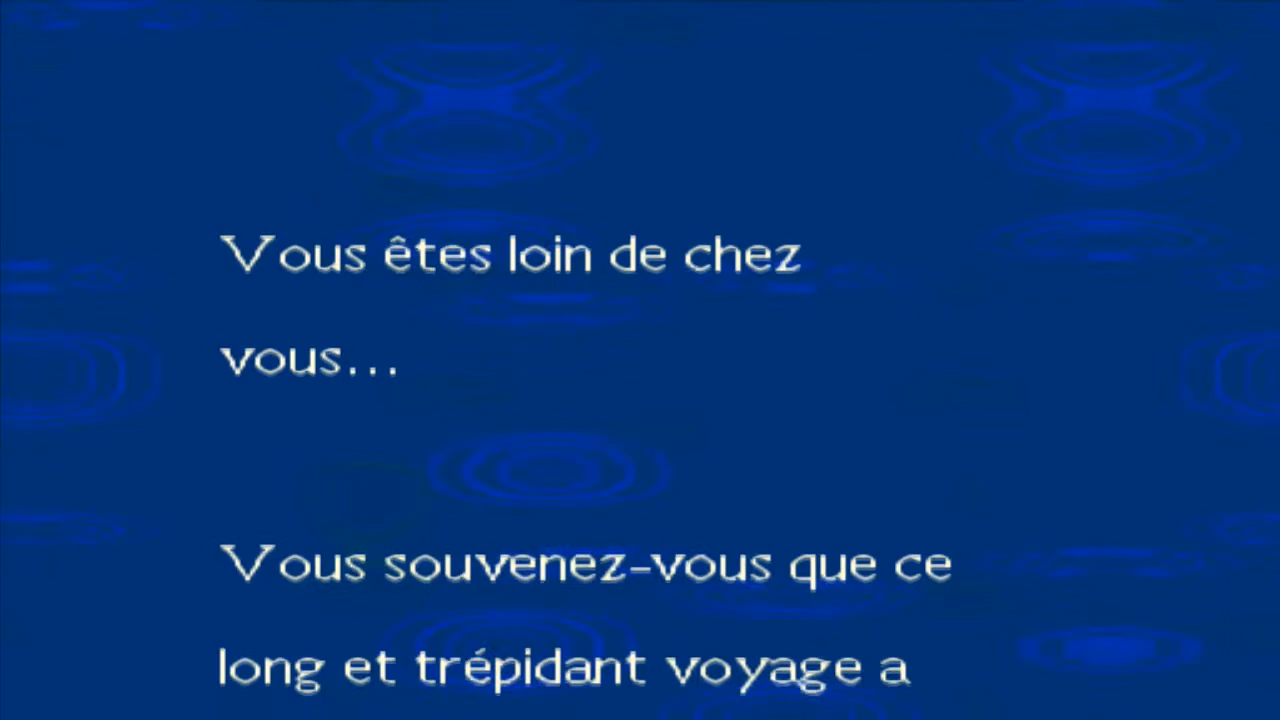 Vous êtes loin de chez
vous...
Vous souvenez-vous que ce
long et trépidant voyage a